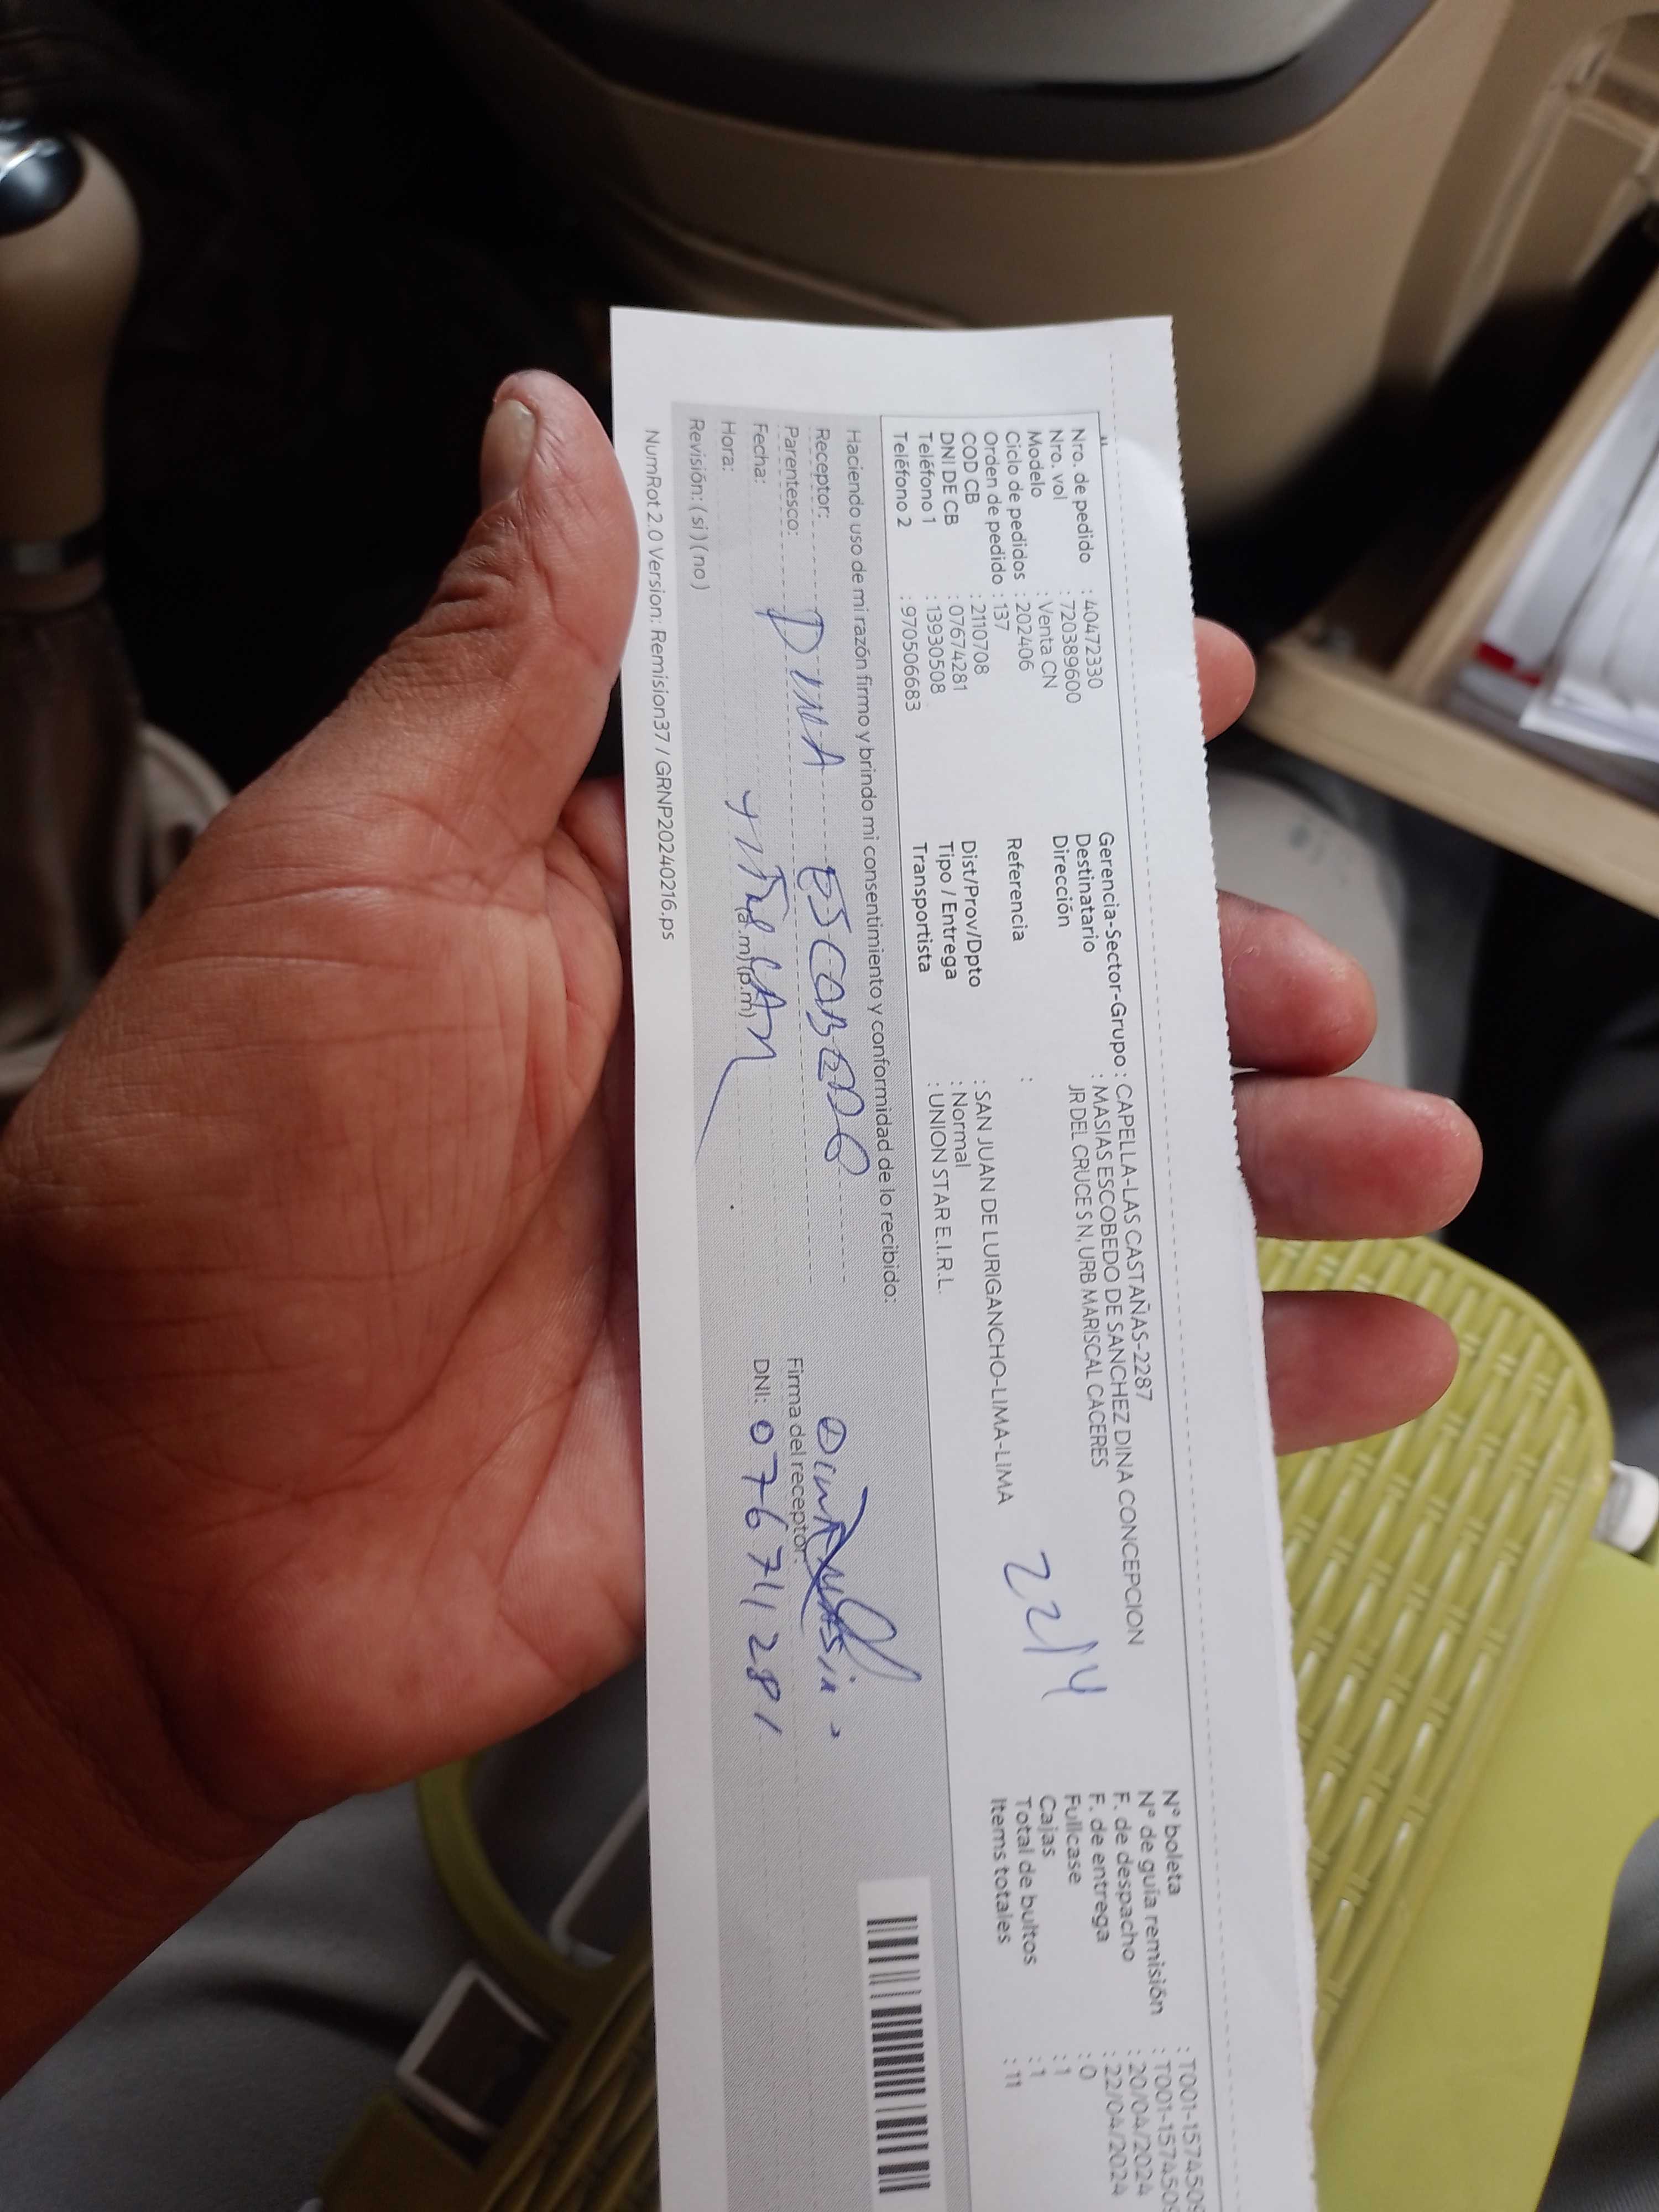 Nro. de pedido : 40472330
Nro. vol : 720389600
Modelo : Venta CN
Ciclo de pedidos : 202406
Orden de pedido : 137
COD CB : 2110708
DNI DE CB : 07674281
Teléfono 1 : 13930508
Teléfono 2 : 970506683
Gerencia-Sector-Grupo : CAPELLA-LAS CASTAÑAS-2287
Destinatario : MASIAS ESCOBEDO DE SANCHEZ DINA CONCEPCION
Dirección JR DEL CRUCE S N, URB MARISCAL CACERES
Referencia :
Dist/Prov/Dpto : SAN JUAN DE LURIGANCHO-LIMA-LIMA
Tipo / Entrega : Normal
Transportista : UNION STAR E.I.R.L.
22/4
N° boleta : T001-1574509
N° de guía remisión : T001-1574509
F. de despacho : 20/04/2024
F. de entrega : 22/04/2024
Fullcase : 0
Cajas : 1
Total de bultos : 1
Items totales : 11
Haciendo uso de mi razón firmo y brindo mi consentimiento y conformidad de lo recibido:
Receptor: DINA ESCOBEDO
Parentesco:
Fecha:
Hora: (a.m) (p.m)
Revisión: ( si ) ( no )
Firma del receptor:
DNI: 07674281
NumRot 2.0 Version: Remision37 / GRNP20240216.ps